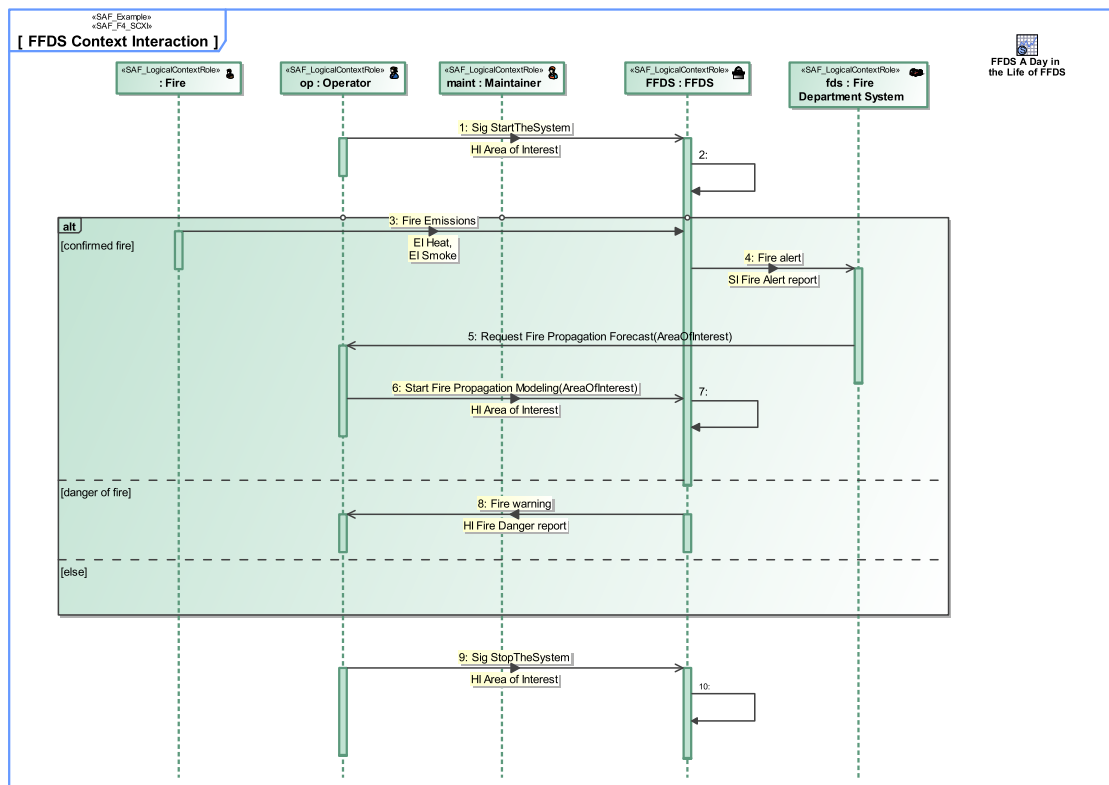 «SAF_Example»
«SAF_F4_SCXI»
[ FFDS Context Interaction ]
FFDS A Day in
the Life of FFDS
«SAF_LogicalContextRole»
: Fire
«SAF_LogicalContextRole»
op : Operator
«SAF_LogicalContextRole»
maint : Maintainer
«SAF_LogicalContextRole»
FFDS : FFDS
«SAF_LogicalContextRole»
fds : Fire
Department System
1: Sig StartTheSystem
HI Area of Interest
2:
alt
[confirmed fire]
3: Fire Emissions
EI Heat,
EI Smoke
4: Fire alert
SI Fire Alert report
5: Request Fire Propagation Forecast(AreaOfInterest)
6: Start Fire Propagation Modeling(AreaOfInterest)
HI Area of Interest
7:
[danger of fire]
8: Fire warning
HI Fire Danger report
[else]
9: Sig StopTheSystem
HI Area of Interest
10: